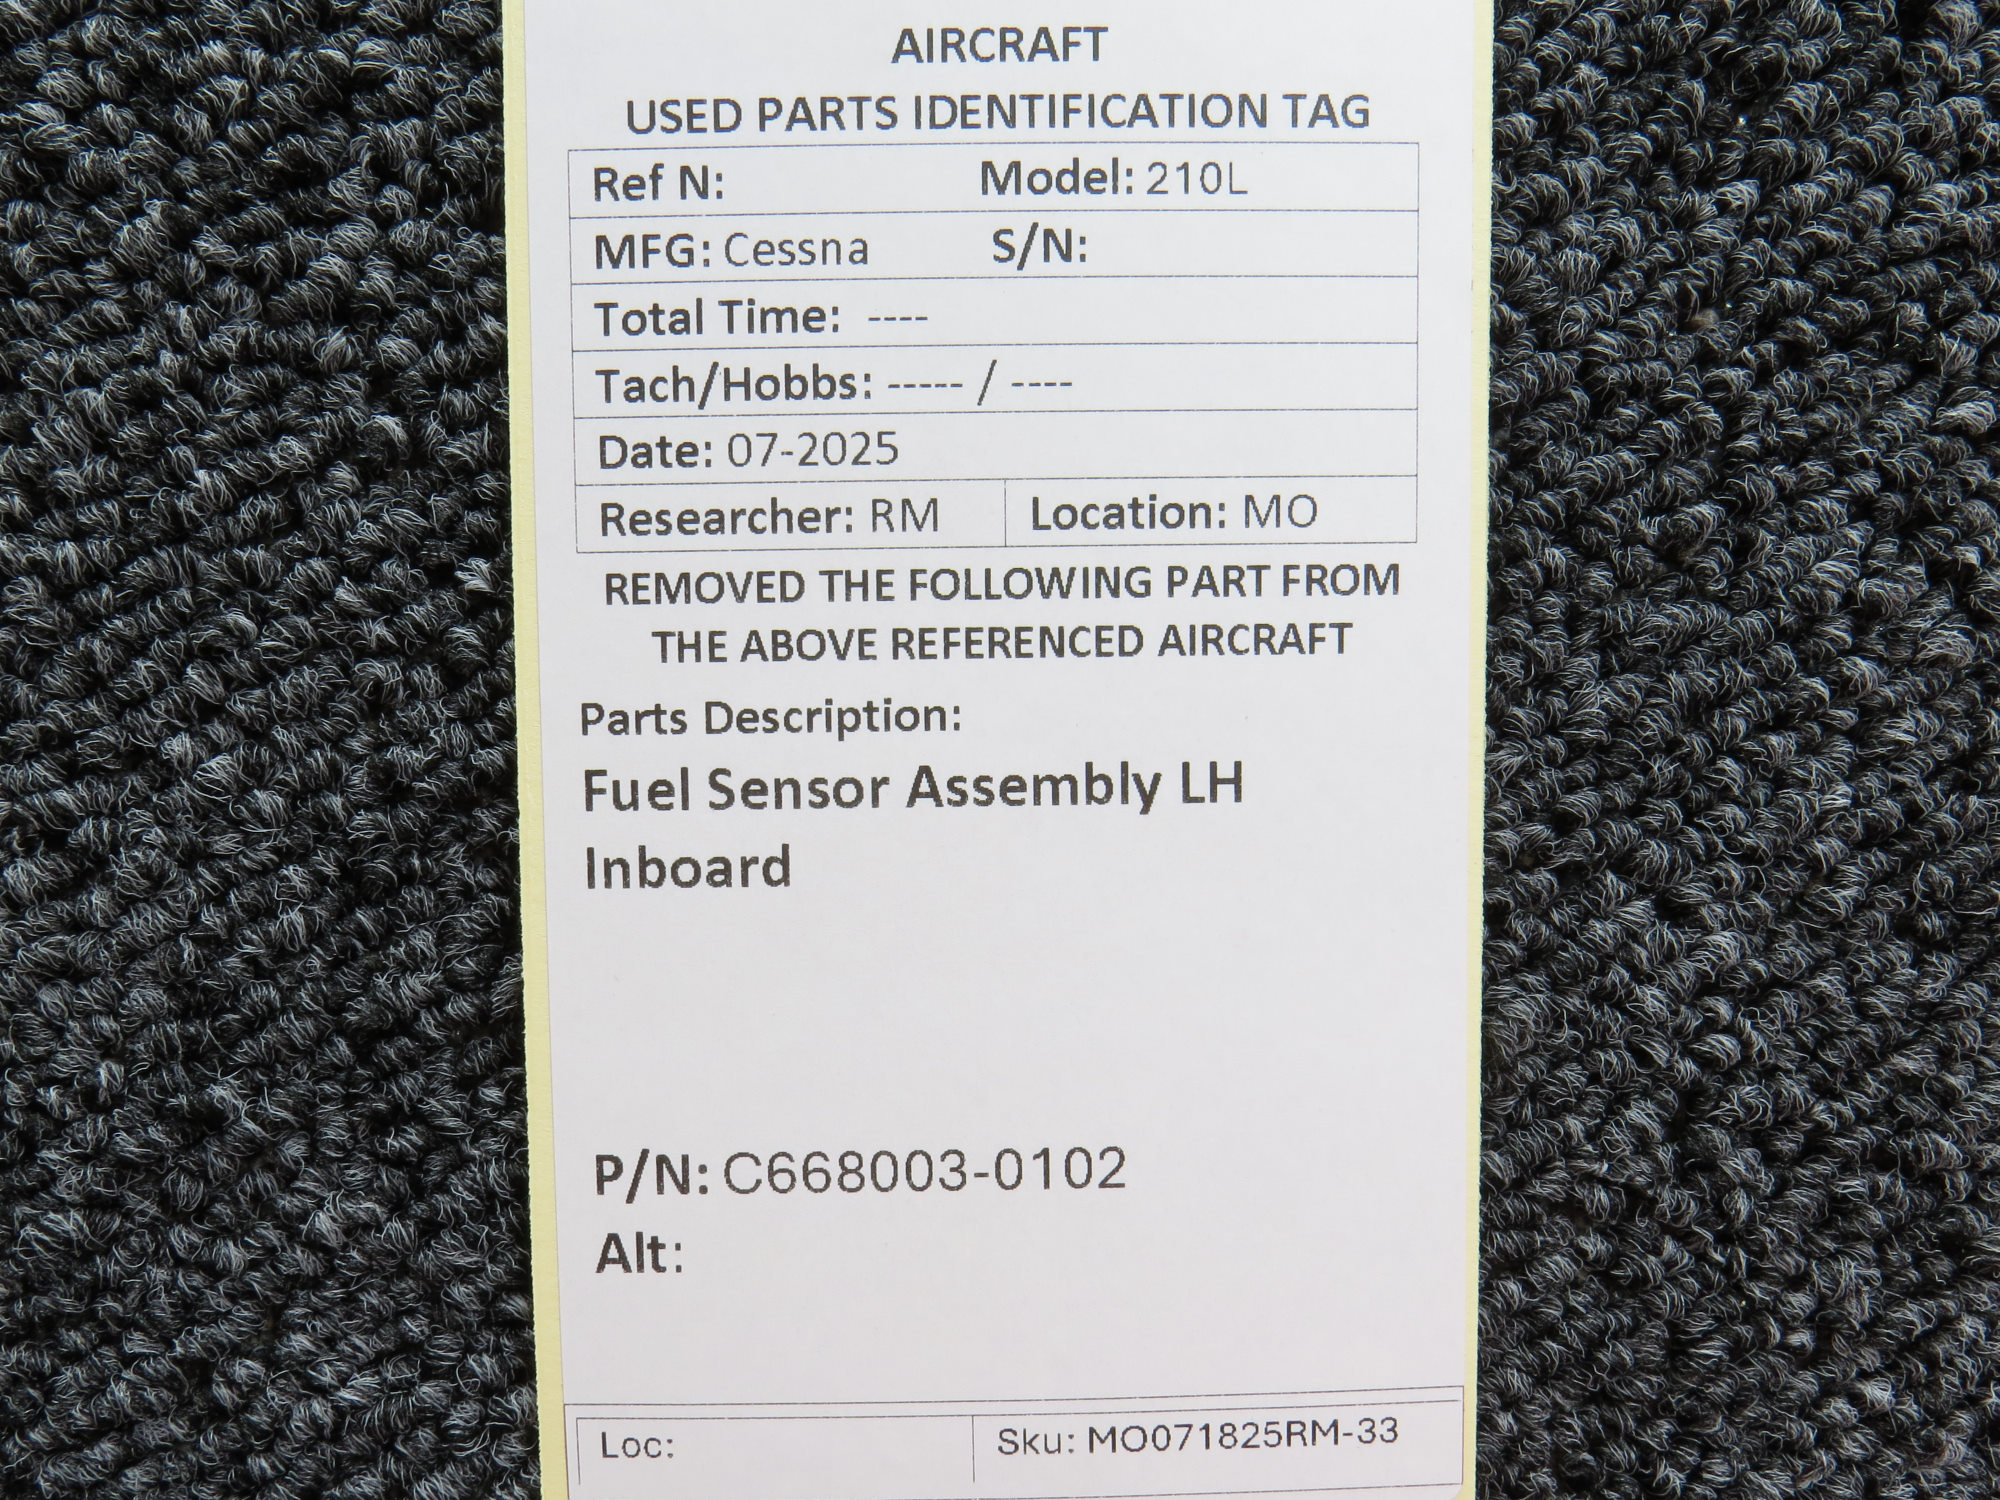 AIRCRAFT
USED PARTS IDENTIFICATION TAG
Ref N: Model: 210L
MFG: Cessna S/N:
Total Time: ----
Tach/Hobbs: ----- / ----
Date: 07-2025
Researcher: RM Location: MO
REMOVED THE FOLLOWING PART FROM
THE ABOVE REFERENCED AIRCRAFT
Parts Description:
Fuel Sensor Assembly LH
Inboard
P/N: C668003-0102
Alt:
Loc: Sku: MO071825RM-33